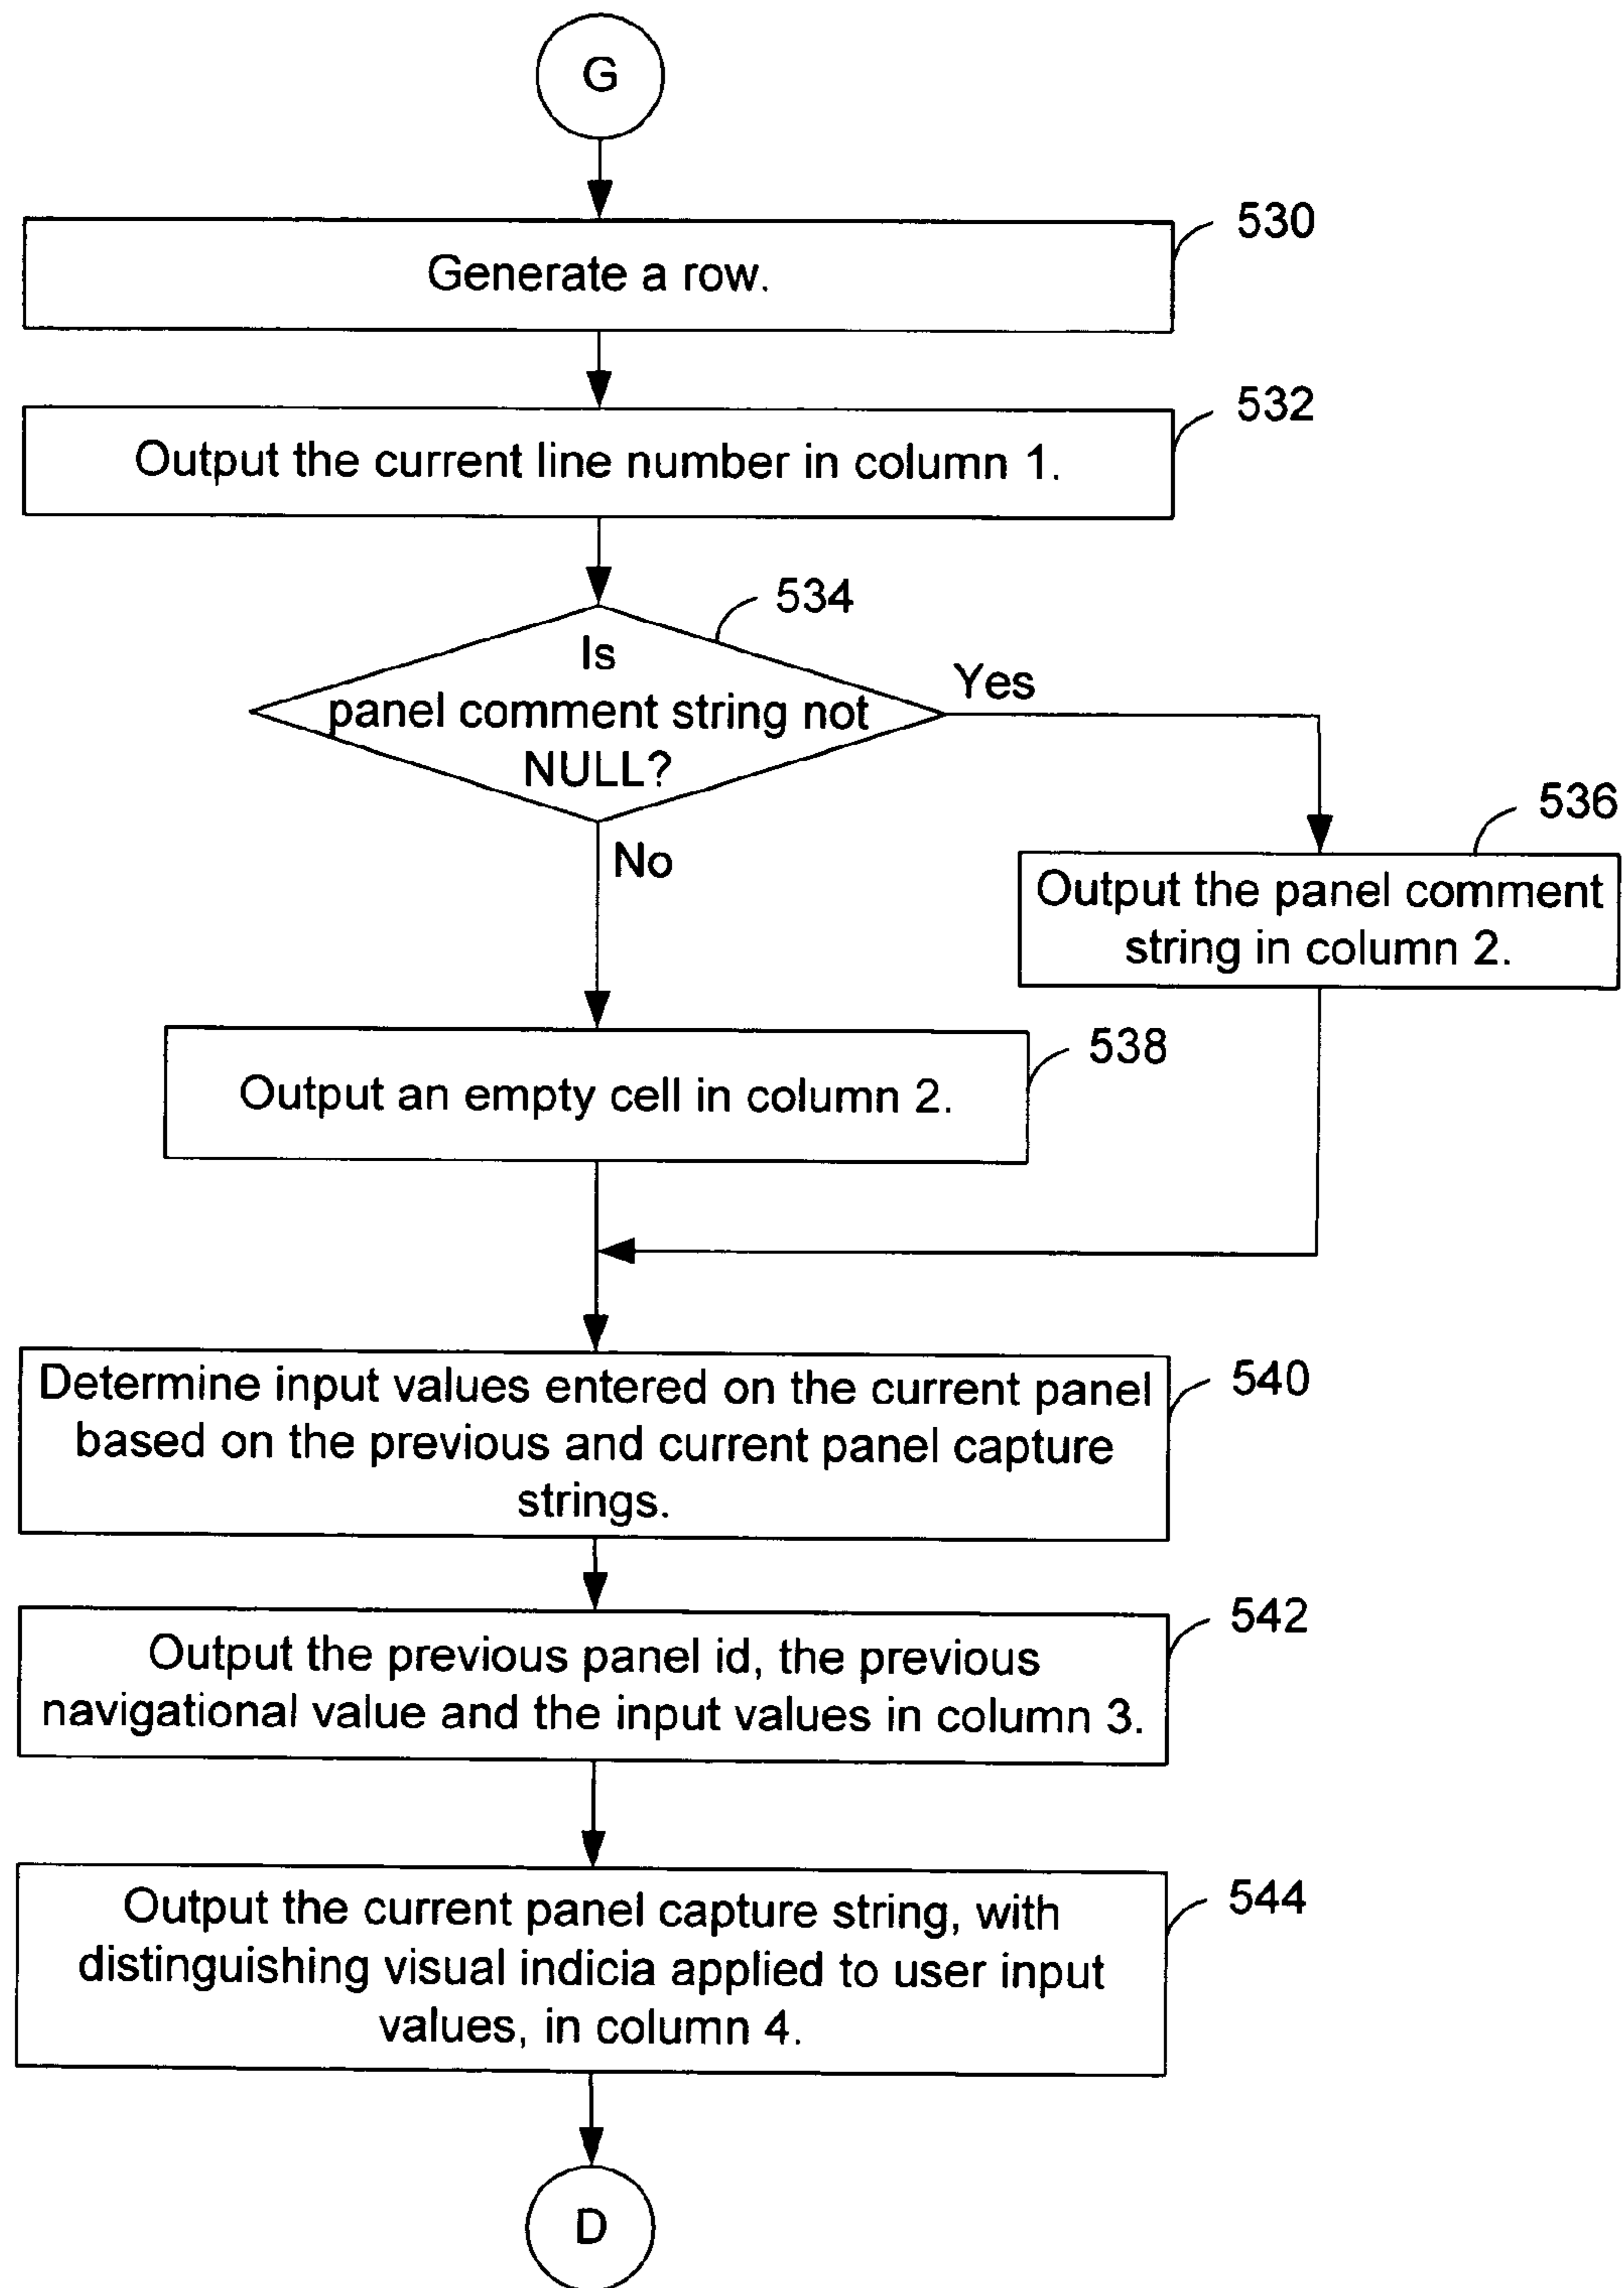 G
530
Generate a row.
532
Output the current line number in column 1.
534
Is
panel comment string not
NULL?
Yes
No
536
Output the panel comment
string in column 2.
538
Output an empty cell in column 2.
540
Determine input values entered on the current panel
based on the previous and current panel capture
strings.
542
Output the previous panel id, the previous
navigational value and the input values in column 3.
544
Output the current panel capture string, with
distinguishing visual indicia applied to user input
values, in column 4.
D